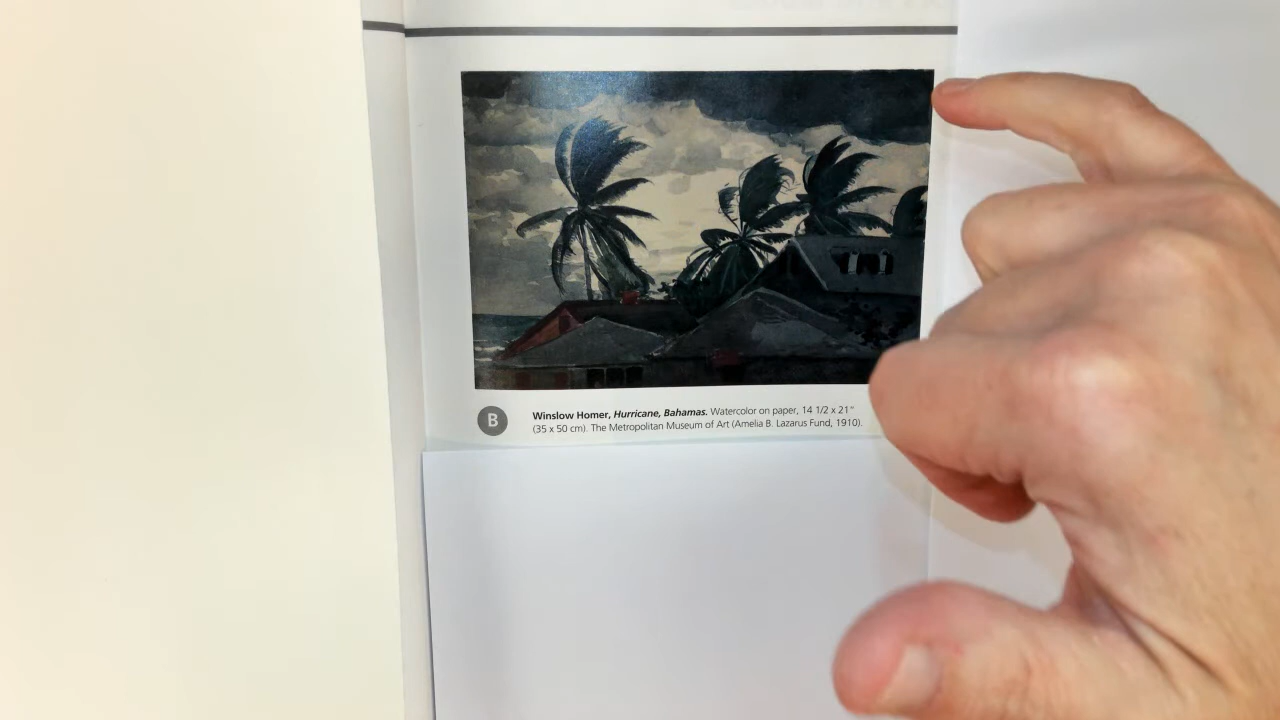 B
Winslow Homer, Hurricane, Bahamas. Watercolor on paper, 14 1/2 x 21"
(35 x 50 cm). The Metropolitan Museum of Art (Amelia B. Lazarus Fund, 1910).